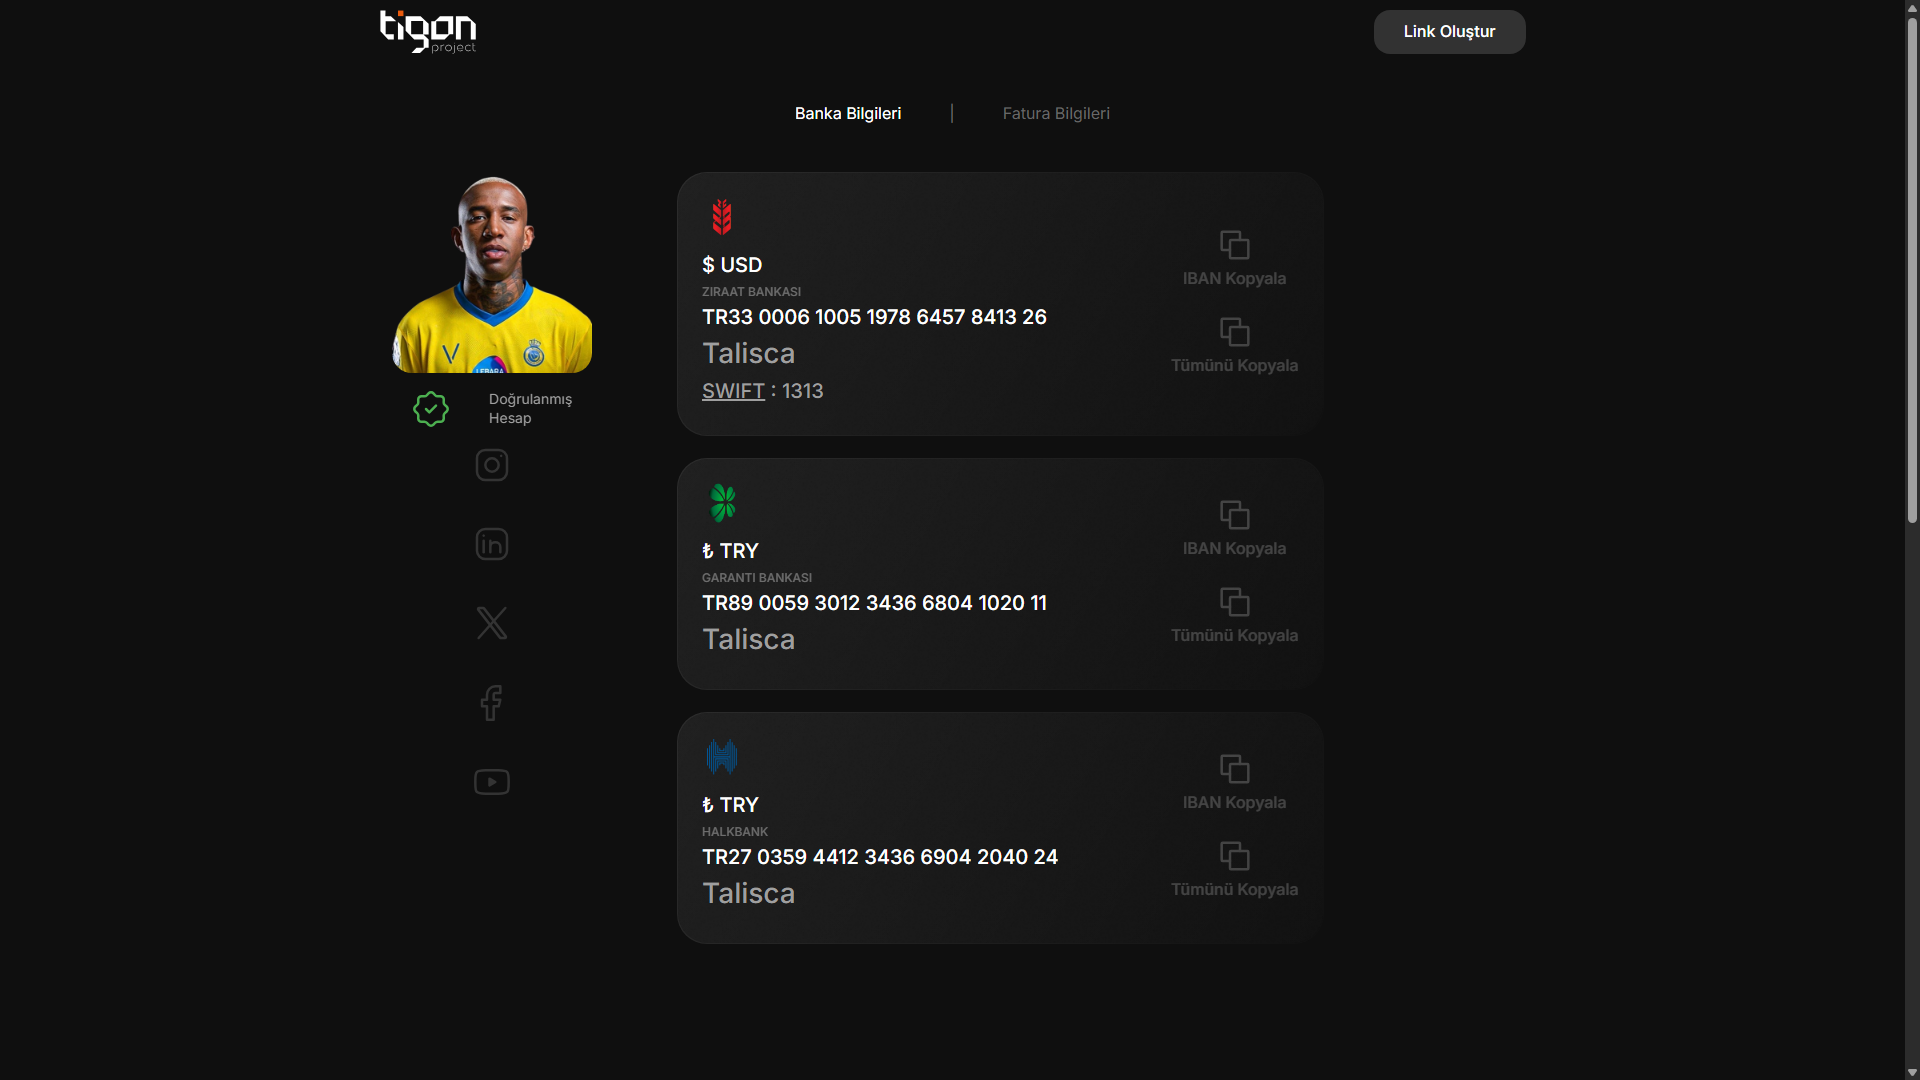 tigon
project
Link Oluştur
Banka Bilgileri
Fatura Bilgileri
LEBARA
Doğrulanmış
Hesap
$ USD
ZIRAAT BANKASI
TR33 0006 1005 1978 6457 8413 26
Talisca
SWIFT : 1313
IBAN Kopyala
Tümünü Kopyala
₺ TRY
GARANTI BANKASI
TR89 0059 3012 3436 6804 1020 11
Talisca
IBAN Kopyala
Tümünü Kopyala
₺ TRY
HALKBANK
TR27 0359 4412 3436 6904 2040 24
Talisca
IBAN Kopyala
Tümünü Kopyala